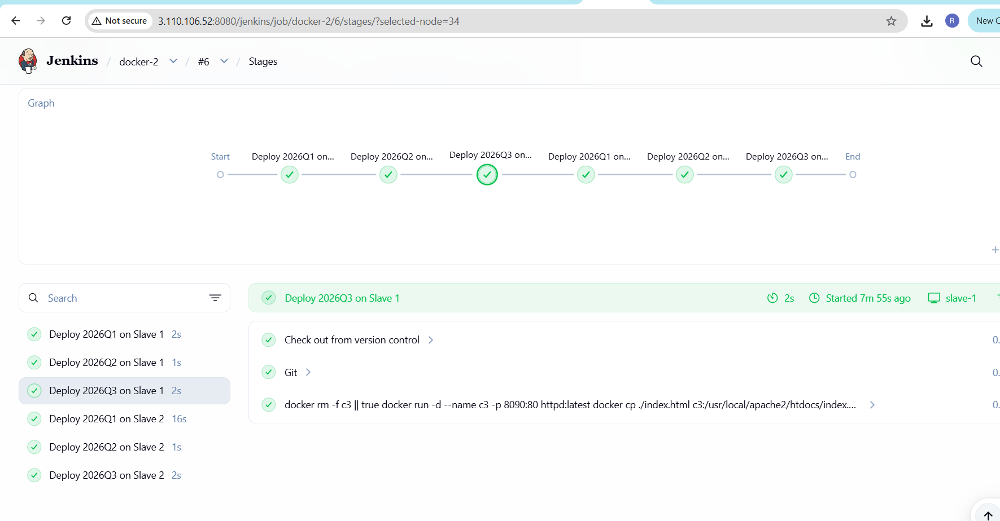 Not secure 3.110.106.52:8080/jenkins/job/docker-2/6/stages/?selected-node=34 R New
Jenkins / docker-2 / #6 / Stages
Graph
Start Deploy 2026Q1 on... Deploy 2026Q2 on... Deploy 2026Q3 on... Deploy 2026Q1 on... Deploy 2026Q2 on... Deploy 2026Q3 on... End
Search
Deploy 2026Q1 on Slave 1 2s
Deploy 2026Q2 on Slave 1 1s
Deploy 2026Q3 on Slave 1 2s
Deploy 2026Q1 on Slave 2 16s
Deploy 2026Q2 on Slave 2 1s
Deploy 2026Q3 on Slave 2 2s
Deploy 2026Q3 on Slave 1 2s Started 7m 55s ago slave-1
Check out from version control 0.
Git 0.
docker rm -f c3 || true docker run -d --name c3 -p 8090:80 httpd:latest docker cp ./index.html c3:/usr/local/apache2/htdocs/index.... 0.